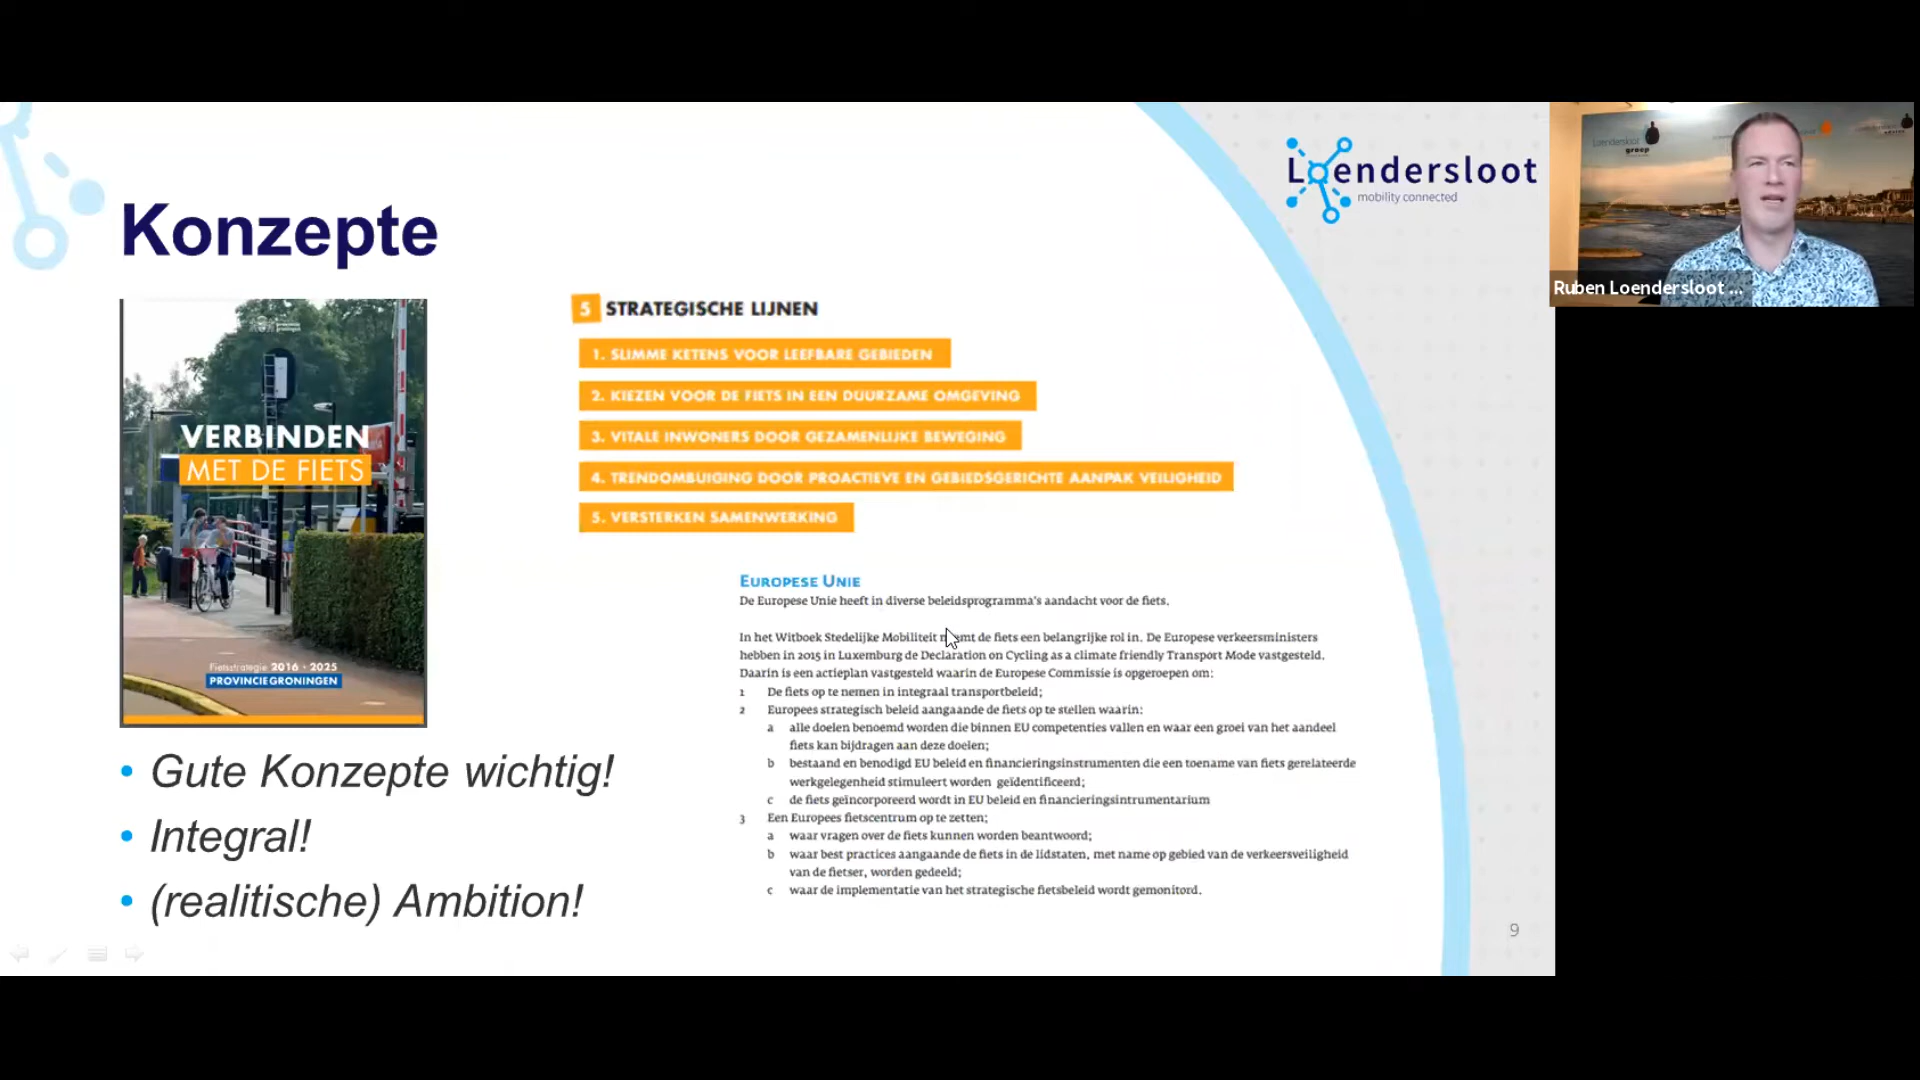 Loendersloot
mobility connected
Loendersloot
groep
Ruben Loendersloot ...
Konzepte
VERBINDEN
MET DE FIETS
Fietsstrategie 2016 - 2025
PROVINCIE GRONINGEN
5 STRATEGISCHE LIJNEN
1. SLIMME KETENS VOOR LEEFBARE GEBIEDEN
2. KIEZEN VOOR DE FIETS IN EEN DUURZAME OMGEVING
3. VITALE INWONERS DOOR GEZAMENLIJKE BEWEGING
4. TRENDOMBUIGING DOOR PROACTIEVE EN GEBIEDSGERICHTE AANPAK VEILIGHEID
5. VERSTERKEN SAMENWERKING
EUROPESE UNIE
De Europese Unie heeft in diverse beleidsprogramma's aandacht voor de fiets.
In het Witboek Stedelijke Mobiliteit neemt de fiets een belangrijke rol in. De Europese verkeersministers
hebben in 2015 in Luxemburg de Declaration on Cycling as a climate friendly Transport Mode vastgesteld.
Daarin is een actieplan vastgesteld waarin de Europese Commissie is opgeroepen om:
1 De fiets op te nemen in integraal transportbeleid;
2 Europees strategisch beleid aangaande de fiets op te stellen waarin:
a alle doelen benoemd worden die binnen EU competenties vallen en waar een groei van het aandeel
fiets kan bijdragen aan deze doelen;
b bestaand en benodigd EU beleid en financieringsinstrumenten die een toename van fiets gerelateerde
werkgelegenheid stimuleert worden geïdentificeerd;
c de fiets geïncorporeerd wordt in EU beleid en financieringsintrumentarium
3 Een Europees fietscentrum op te zetten;
a waar vragen over de fiets kunnen worden beantwoord;
b waar best practices aangaande de fiets in de lidstaten, met name op gebied van de verkeersveiligheid
van de fietser, worden gedeeld;
c waar de implementatie van het strategische fietsbeleid wordt gemonitord.
• Gute Konzepte wichtig!
• Integral!
• (realitische) Ambition!
9